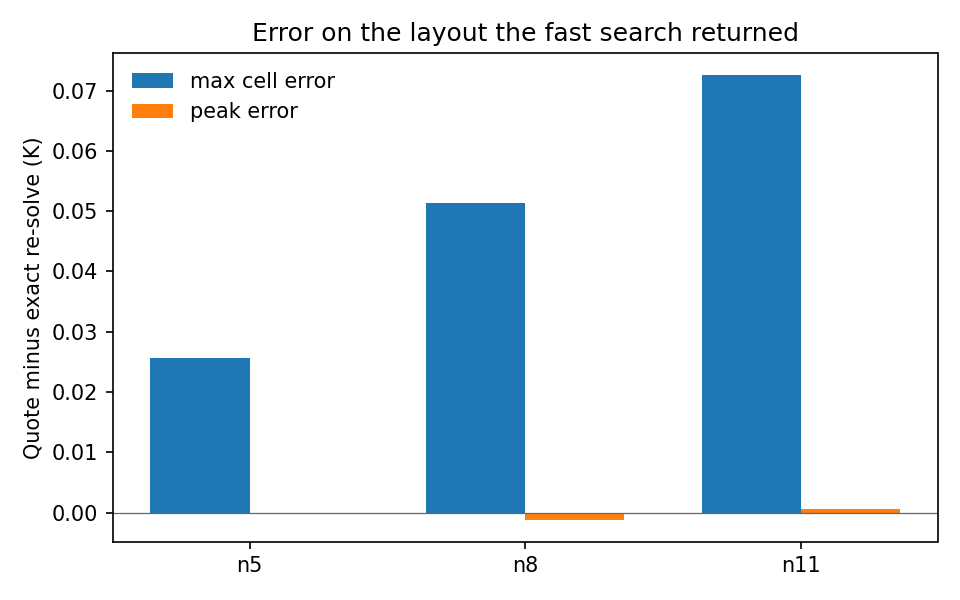 Error on the layout the fast search returned
max cell error
peak error
Quote minus exact re-solve (K)
0.07
0.06
0.05
0.04
0.03
0.02
0.01
0.00
n5 n8 n11